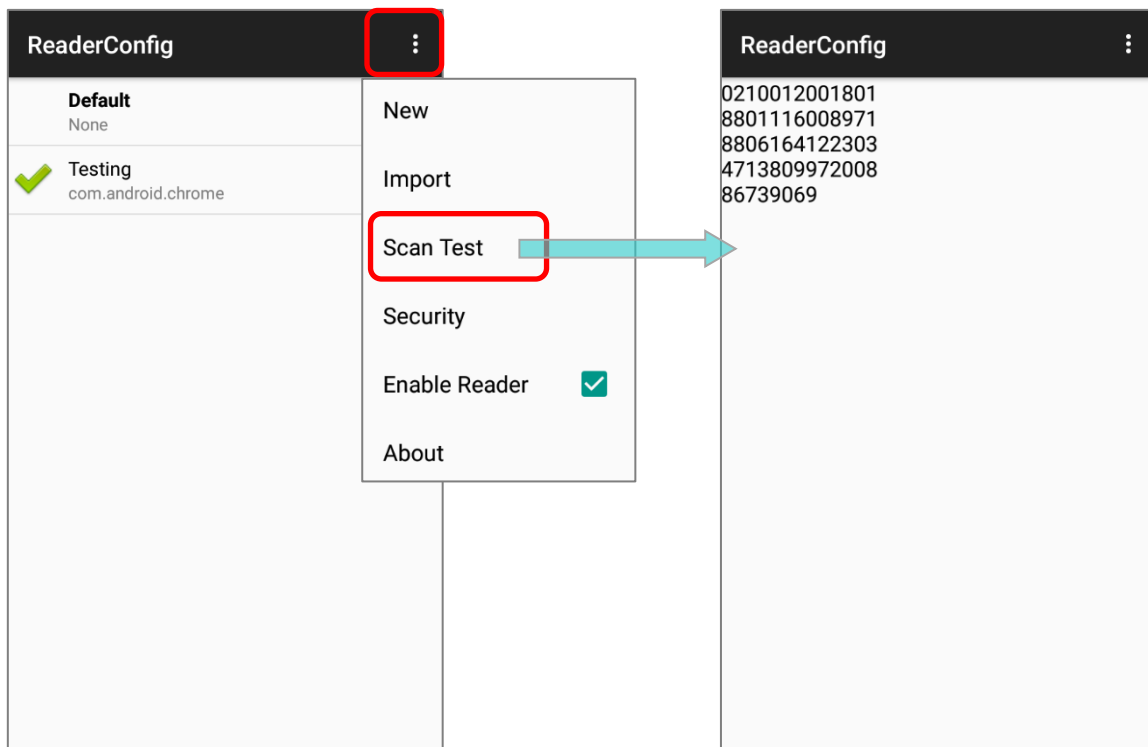 ReaderConfig
Default
None
Testing
com.android.chrome
New
Import
Scan Test
Security
Enable Reader
About
ReaderConfig
0210012001801
8801116008971
8806164122303
4713809972008
86739069